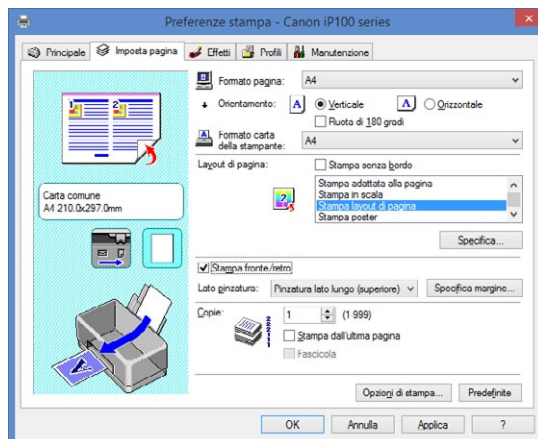 Preferenze stampa - Canon iP100 series
Principale Imposta pagina Effetti Profili Manutenzione
Formato pagina: A4
Orientamento: A Verticale A Orizzontale
Ruota di 180 gradi
Formato carta della stampante: A4
Layout di pagina: Stampa senza bordo
Stampa adattata alla pagina
Stampa in scala
Stampa layout di pagina
Stampa poster
Specifica...
Carta comune
A4 210.0x297.0mm
Stampa fronte/retro
Lato pinzatura: Pinzatura lato lungo (superiore) Specifica margine...
Copie: 1 (1 999)
Stampa dall'ultima pagina
Fascicola
Opzioni di stampa... Predefinite
OK Annulla Applica ?